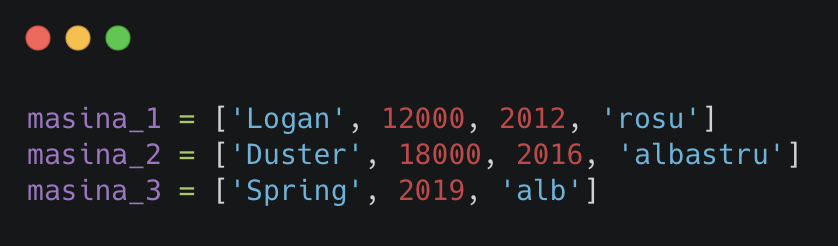 masina_1 = ['Logan', 12000, 2012, 'rosu']
masina_2 = ['Duster', 18000, 2016, 'albastru']
masina_3 = ['Spring', 2019, 'alb']